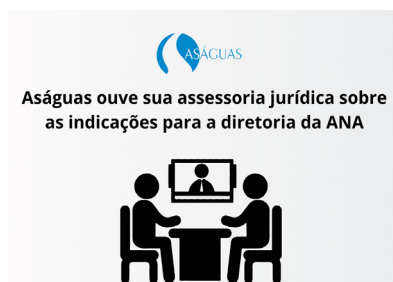 ASÁGUAS
Aságuas ouve sua assessoria jurídica sobre
as indicações para a diretoria da ANA